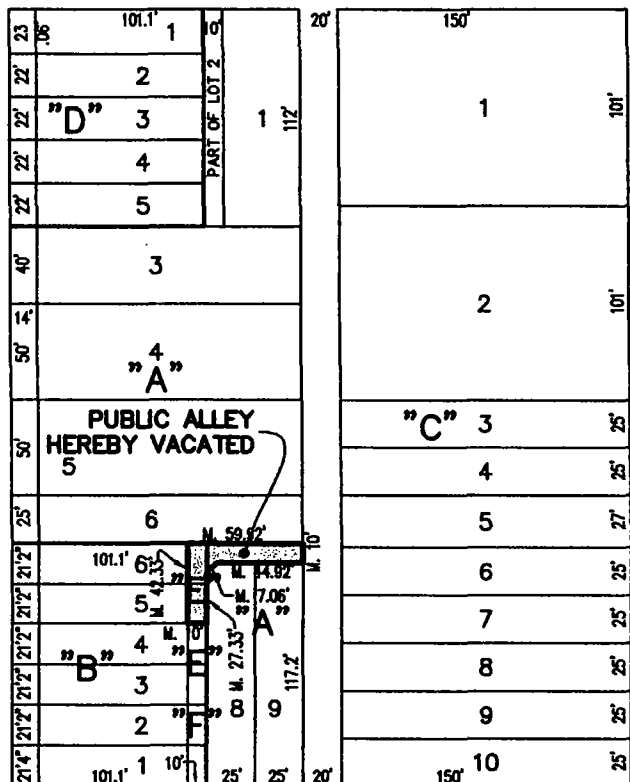 23 .06 101.1' 1 10' 20' 150'
22' 2
22' "D" 3 PART OF LOT 2 1 112' 1 101'
22' 4
22' 5
40' 3
14'
50' 4 2 101'
"A"
PUBLIC ALLEY
HEREBY VACATED
50' 5
"C" 3 25'
4 25'
25' 6 5 27'
M. 59.92' M. 10'
21'2" 101.1' 6 M. 42.33' M. 44.92' 6 25'
M. 7.06'
21'2" 5 "A" 7 25'
M. 10'
21'2" 4 "E" M. 27.33' 117.2' 8 25'
"B"
21'2" 3 8 9
21'2" 2 "F" 9 25'
21'4" 101.1' 1 10' 25' 25' 20' 150' 10 25'